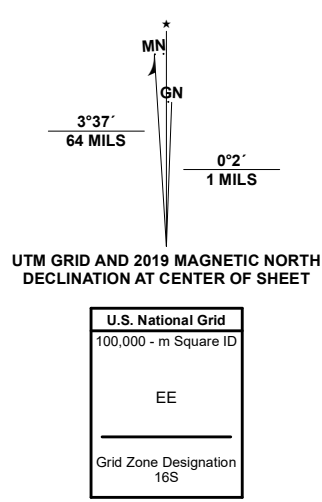 MN
GN
3°37´
64 MILS
0°2´
1 MILS
UTM GRID AND 2019 MAGNETIC NORTH
DECLINATION AT CENTER OF SHEET
U.S. National Grid
100,000 - m Square ID
EE
Grid Zone Designation
16S